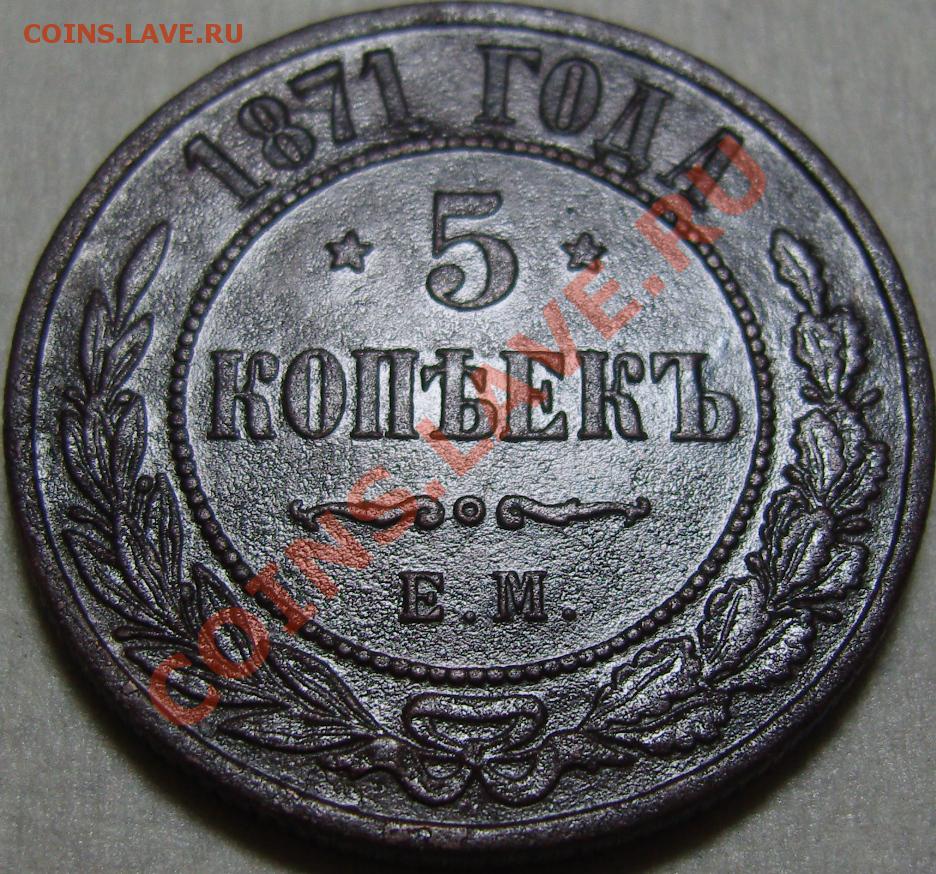 COINS.LAVE.RU
1871 ГОДА
5
КОПѢЕКЪ
Е.М.
COINS.LAVE.RU